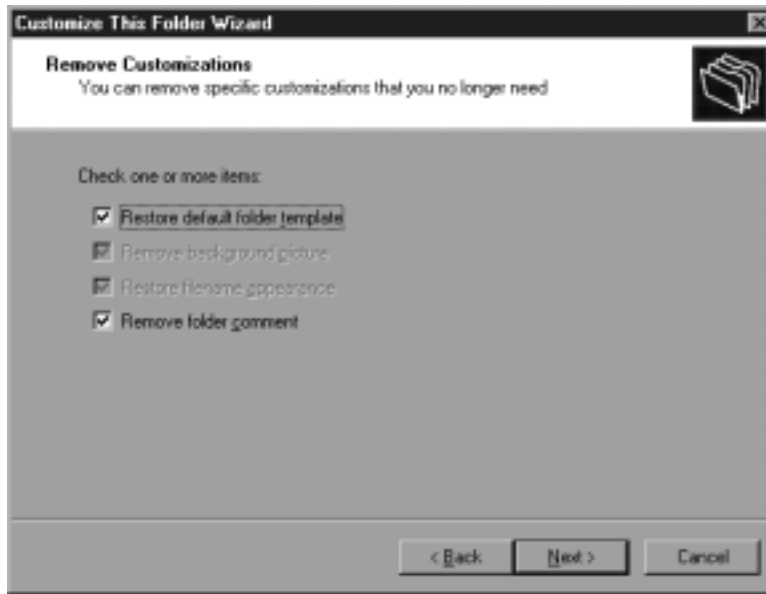 Customize This Folder Wizard
Remove Customizations
You can remove specific customizations that you no longer need
Check one or more items:
Restore default folder template
Remove background picture
Restore filename appearance
Remove folder comment
< Back
Next >
Cancel